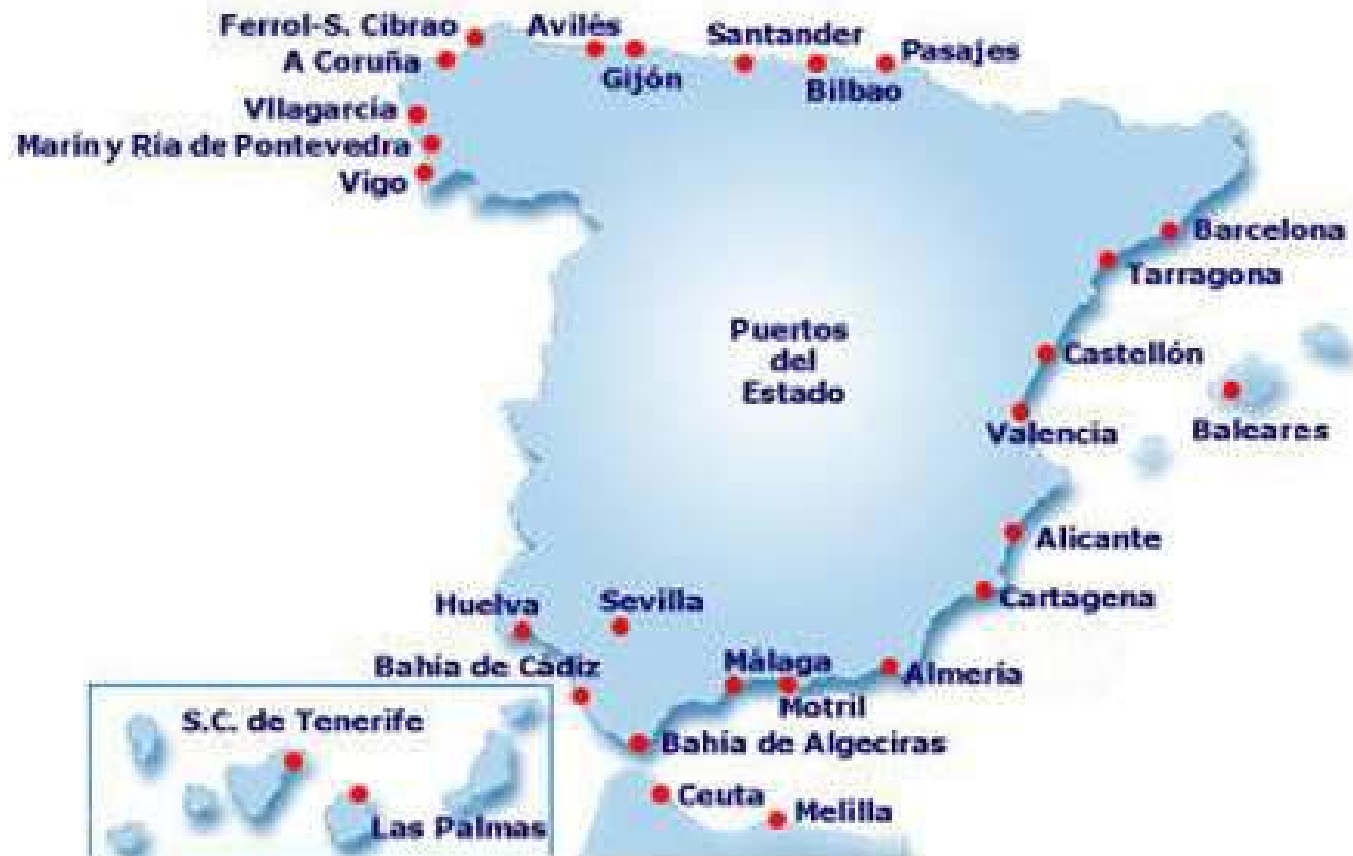 Ferrol-S. Cibrao
Avilés
Santander
Pasajes
A Coruña
Gijón
Bilbao
Vilagarcía
Marín y Ría de Pontevedra
Vigo
Barcelona
Tarragona
Puertos
del
Estado
Castellón
Valencia
Baleares
Alicante
Cartagena
Huelva
Sevilla
Bahía de Cádiz
Málaga
Almería
Motril
S.C. de Tenerife
Bahía de Algeciras
Ceuta
Melilla
Las Palmas